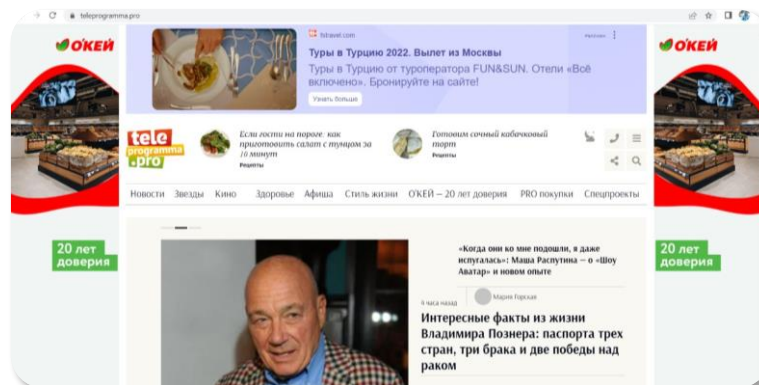 teleprogramma.pro
О'КЕЙ
20 лет
доверия
fstravel.com
Туры в Турцию 2022. Вылет из Москвы
Туры в Турцию от туроператора FUN&SUN. Отели «Всё
включено». Бронируйте на сайте!
Узнать больше
tele
programma
.pro
Если гости на пороге: как
приготовить салат с тунцом за
10 минут
Рецепты
Готовим сочный кабачковый
торт
Рецепты
Новости Звезды Кино Здоровье Афиша Стиль жизни О'КЕЙ — 20 лет доверия PRO покупки Спецпроекты
«Когда они ко мне подошли, я даже
испугалась»: Маша Распутина — о «Шоу
Аватар» и новом опыте
4 часа назад
Мария Горская
Интересные факты из жизни
Владимира Познера: паспорта трех
стран, три брака и две победы над
раком
О'КЕЙ
20 лет
доверия